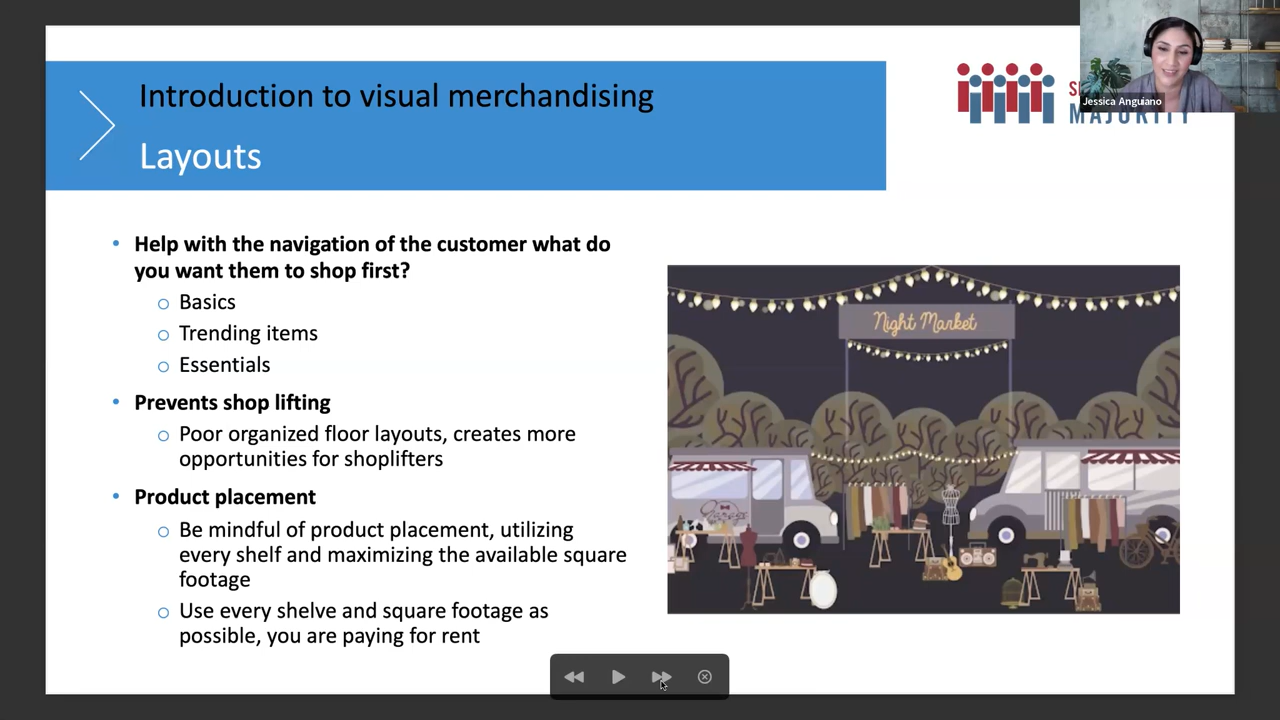 Introduction to visual merchandising
Layouts
Jessica Anguiano
MAJORITY
• Help with the navigation of the customer what do
you want them to shop first?
o Basics
o Trending items
o Essentials
• Prevents shop lifting
o Poor organized floor layouts, creates more
opportunities for shoplifters
• Product placement
o Be mindful of product placement, utilizing
every shelf and maximizing the available square
footage
o Use every shelve and square footage as
possible, you are paying for rent
Night Market